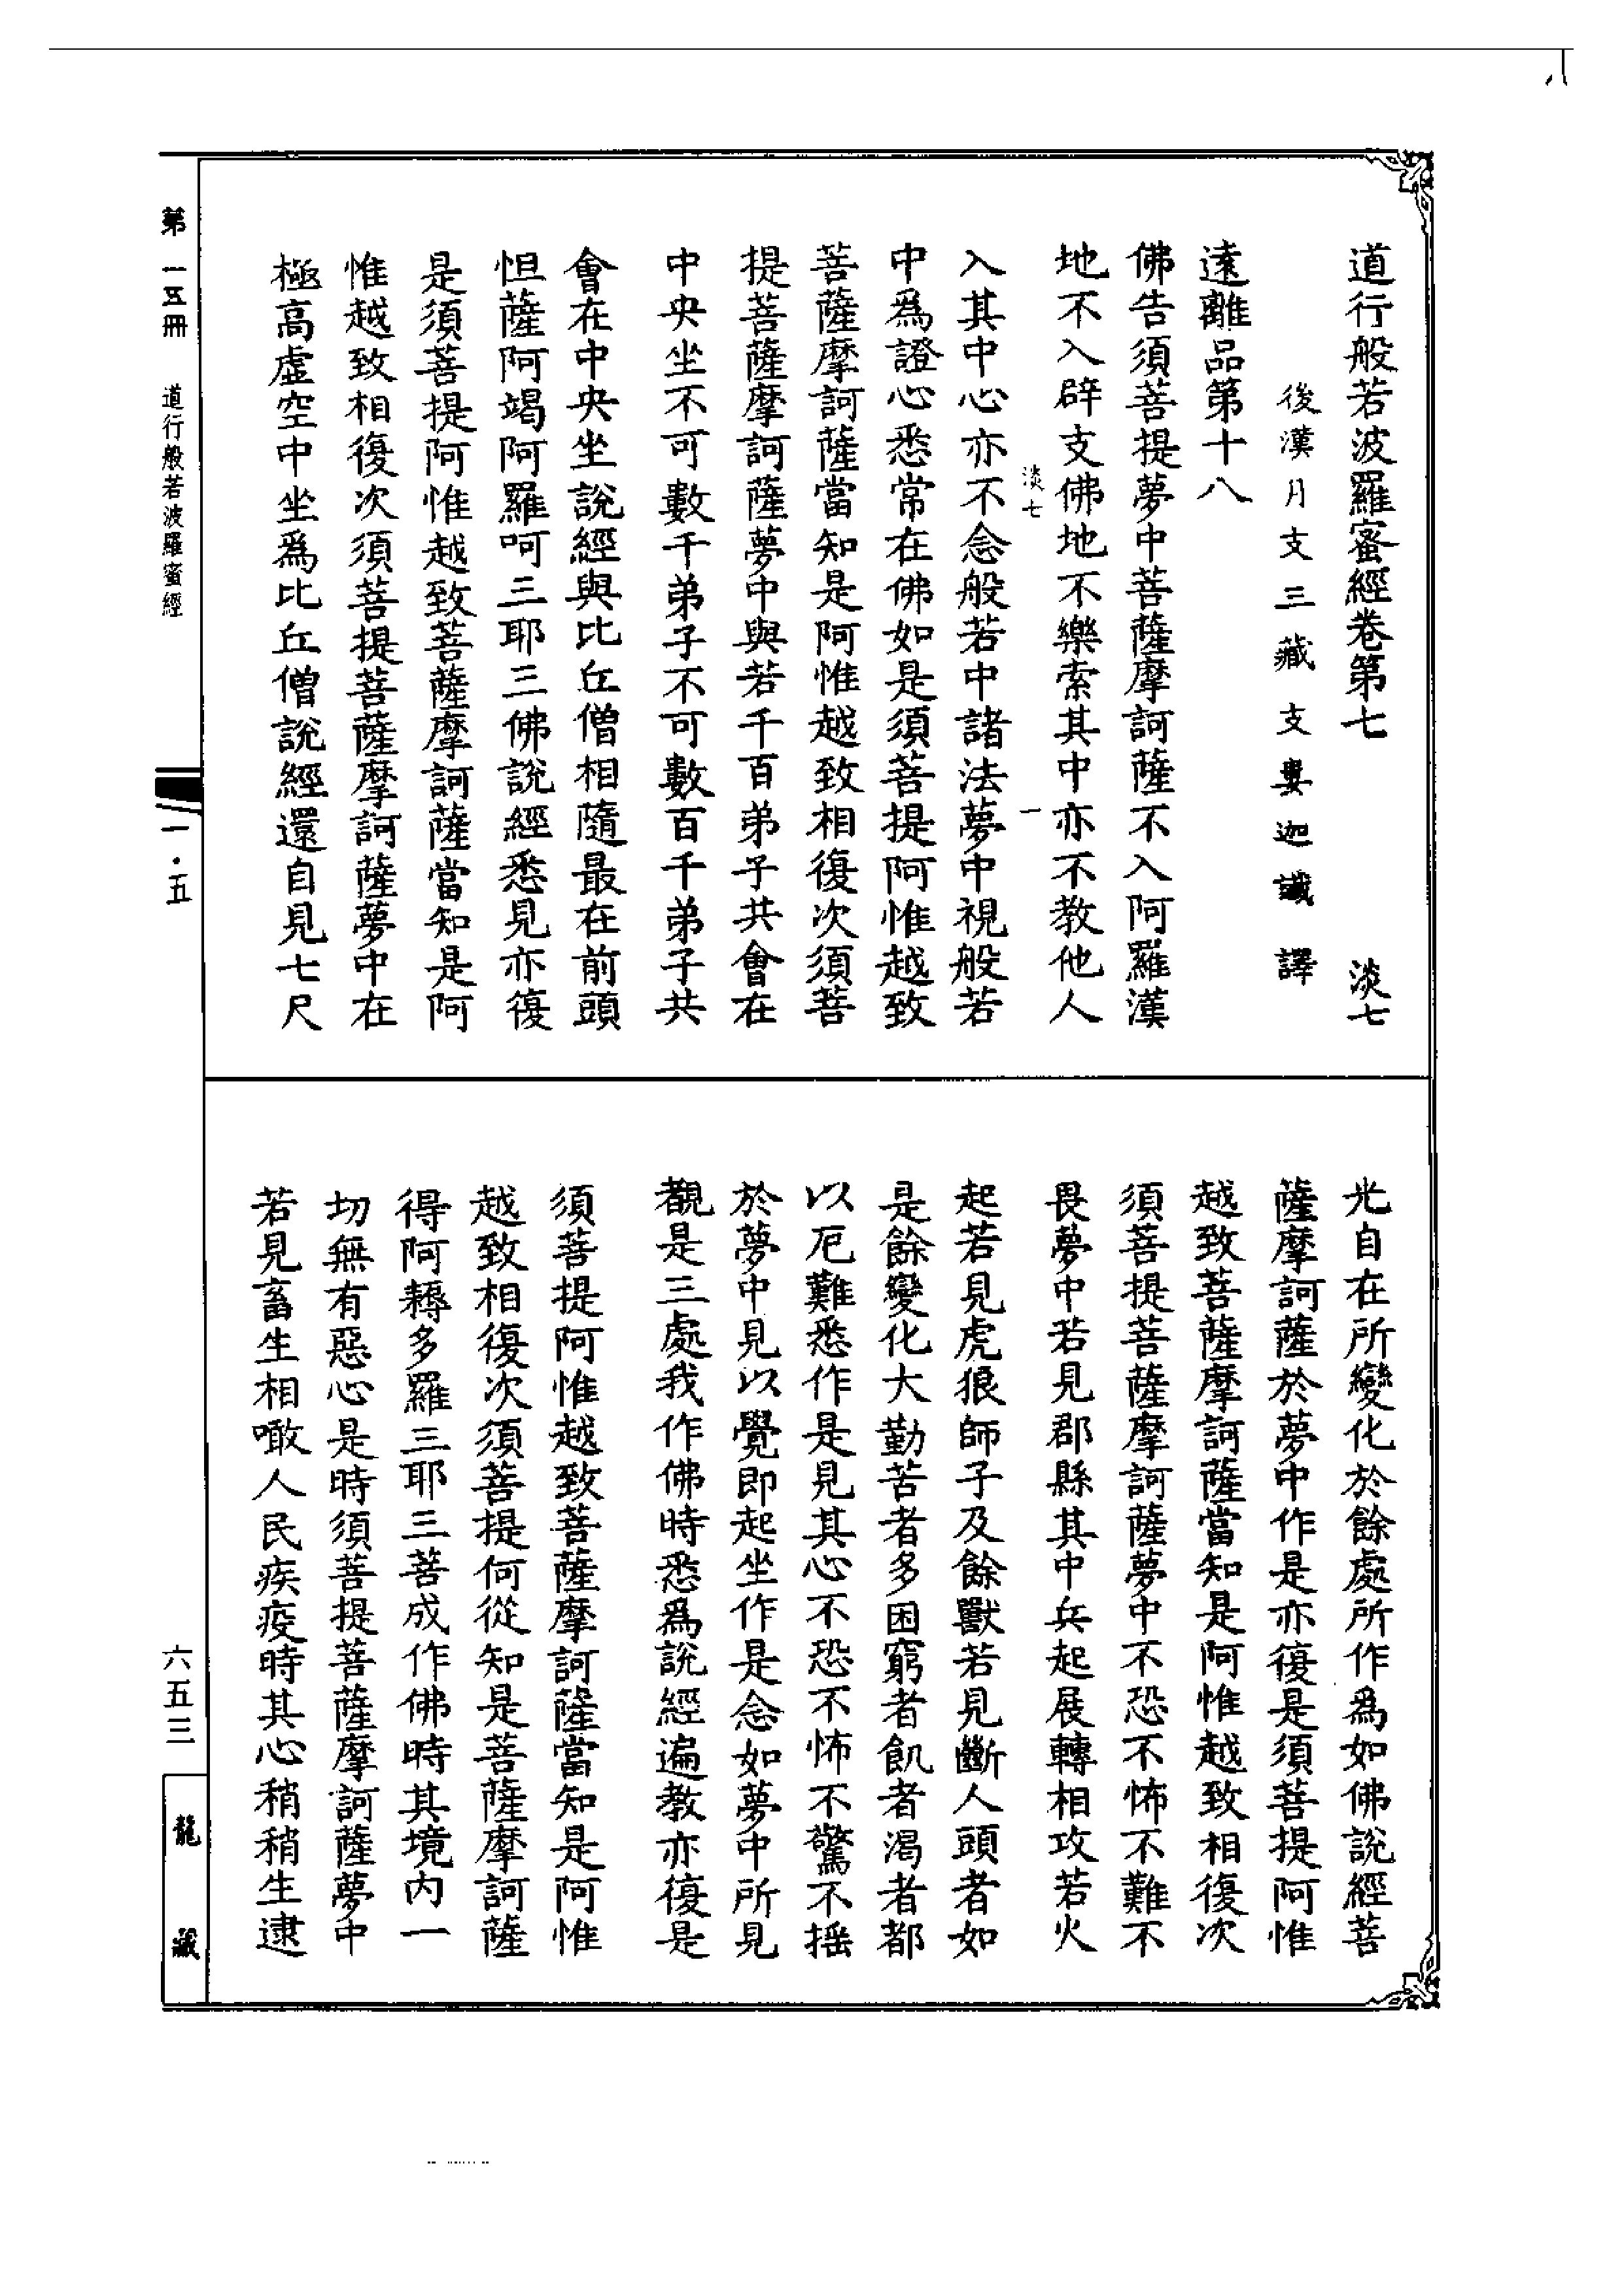 道行般若波羅蜜經卷第七　淡七
後漢月支三藏支婁迦讖譯
遠離品第十八
佛告須菩提夢中菩薩摩訶薩不入阿羅漢
地不入辟支佛地不樂索其中亦不教他人
淡七　一
入其中心亦不念般若中諸法夢中視般若
中為證心悉常在佛如是須菩提阿惟越致
菩薩摩訶薩當知是阿惟越致相復次須菩
提菩薩摩訶薩夢中與若千百弟子共會在
中央坐不可數千弟子不可數百千弟子共
會在中央坐說經與比丘僧相隨最在前頭
怛薩阿竭阿羅呵三耶三佛說經悉見亦復
是須菩提阿惟越致菩薩摩訶薩當知是阿
惟越致相復次須菩提菩薩摩訶薩夢中在
極高虛空中坐為比丘僧說經還自見七尺
光自在所變化於餘處所作為如佛說經菩
薩摩訶薩於夢中作是亦復是須菩提阿惟
越致菩薩摩訶薩當知是阿惟越致相復次
須菩提菩薩摩訶薩夢中不恐不怖不難不
畏夢中若見郡縣其中兵起展轉相攻若火
起若見虎狼師子及餘獸若見斷人頭者如
是餘變化大勤苦者多困窮者飢者渴者都
以厄難悉作是見其心不恐不怖不驚不搖
於夢中見以覺即起坐作是念如夢中所見
覩是三處我作佛時悉為說經遍教亦復是
須菩提阿惟越致菩薩摩訶薩當知是阿惟
越致相復次須菩提何從知是菩薩摩訶薩
得阿耨多羅三耶三菩成作佛時其境內一
切無有惡心是時須菩提菩薩摩訶薩夢中
若見畜生相噉人民疾疫時其心稍稍生逮
第一五冊　道行般若波羅蜜經
一·五
六五三
龍藏